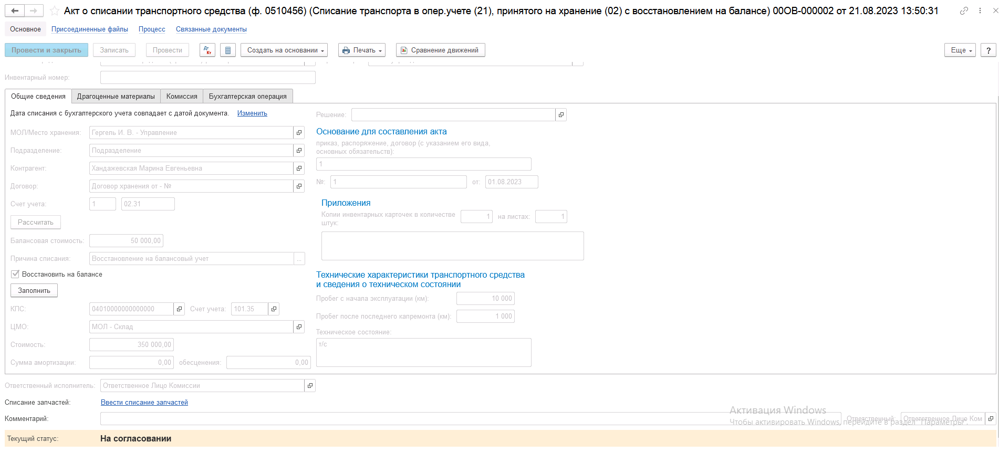 Акт о списании транспортного средства (ф. 0510456) (Списание транспорта в опер.учете (21), принятого на хранение (02) с восстановлением на балансе) 00ОВ-000002 от 21.08.2023 13:50:31
Основное Присоединенные файлы Процесс Связанные документы
Провести и закрыть Записать Провести Дт Кт Создать на основании Печать Сравнение движений Еще ?
Инвентарный номер:
Общие сведения Драгоценные материалы Комиссия Бухгалтерская операция
Дата списания с бухгалтерского учета совпадает с датой документа. Изменить
МОЛ/Место хранения: Гергель И. В. - Управление
Подразделение: Подразделение
Контрагент: Хандажевская Марина Евгеньевна
Договор: Договор хранения от - №
Счет учета: 1 02.31
Рассчитать
Балансовая стоимость: 50 000,00
Причина списания: Восстановление на балансовый учет ...
Восстановить на балансе
Заполнить
КПС: 04010000000000000 Счет учета: 101.35
ЦМО: МОЛ - Склад
Стоимость: 350 000,00
Сумма амортизации: 0,00 обесценения: 0,00
Решение:
Основание для составления акта
приказ, распоряжение, договор (с указанием его вида,
основных обязательств):
1
№: 1 от: 01.08.2023
Приложения
Копии инвентарных карточек в количестве
штук: 1 на листах: 1
Технические характеристики транспортного средства
и сведения о техническом состоянии
Пробег с начала эксплуатации (км): 10 000
Пробег после последнего капремонта (км): 1 000
Техническое состояние:
т/с
Ответственный исполнитель: Ответственное Лицо Комиссии
Списание запчастей: Ввести списание запчастей
Комментарий: Ответственный: Ответственное Лицо Ком
Активация Windows
Чтобы активировать Windows, перейдите в раздел "Параметры".
Текущий статус: На согласовании